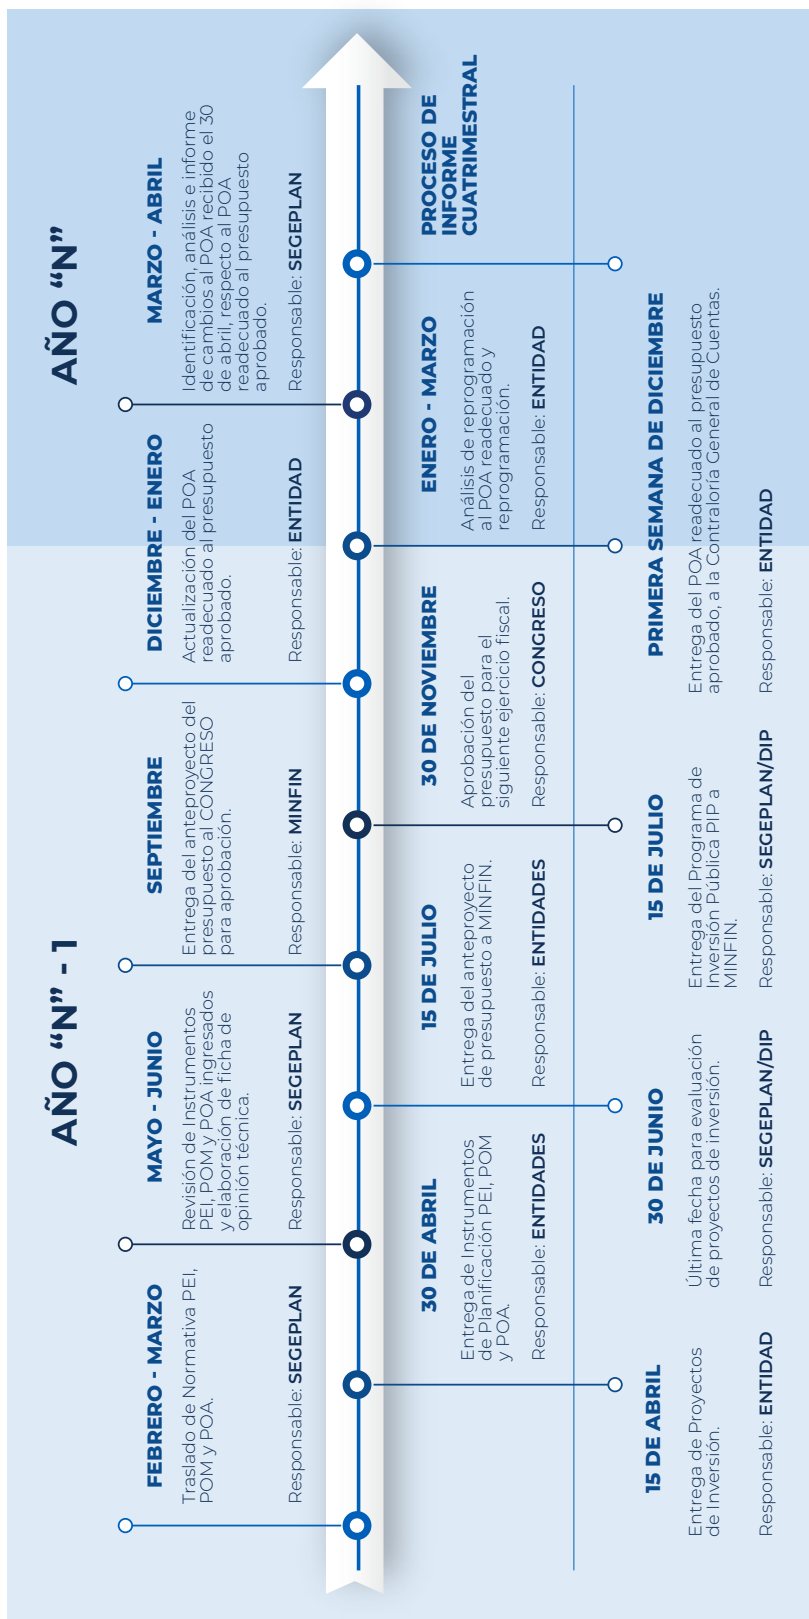 AÑO “N” - 1
AÑO “N”
FEBRERO - MARZO
Traslado de Normativa PEI,
POM y POA.
Responsable: SEGEPLAN
MAYO - JUNIO
Revisión de Instrumentos
PEI, POM y POA ingresados
y elaboración de ficha de
opinión técnica.
Responsable: SEGEPLAN
SEPTIEMBRE
Entrega del anteproyecto del
presupuesto al CONGRESO
para aprobación.
Responsable: MINFIN
DICIEMBRE - ENERO
Actualización del POA
readecuado al presupuesto
aprobado.
Responsable: ENTIDAD
MARZO - ABRIL
Identificación, análisis e informe
de cambios al POA recibido el 30
de abril, respecto al POA
readecuado al presupuesto
aprobado.
Responsable: SEGEPLAN
30 DE ABRIL
Entrega de Instrumentos
de Planificación PEI, POM
y POA.
Responsable: ENTIDADES
15 DE JULIO
Entrega del anteproyecto
de presupuesto a MINFIN.
Responsable: ENTIDADES
30 DE NOVIEMBRE
Aprobación del
presupuesto para el
siguiente ejercicio fiscal.
Responsable: CONGRESO
ENERO - MARZO
Análisis de reprogramación
al POA readecuado y
reprogramación.
Responsable: ENTIDAD
PROCESO DE
INFORME
CUATRIMESTRAL
15 DE ABRIL
Entrega de Proyectos
de Inversión.
Responsable: ENTIDAD
30 DE JUNIO
Última fecha para evaluación
de proyectos de inversión.
Responsable: SEGEPLAN/DIP
15 DE JULIO
Entrega del Programa de
Inversión Pública PIP a
MINFIN.
Responsable: SEGEPLAN/DIP
PRIMERA SEMANA DE DICIEMBRE
Entrega del POA readecuado al presupuesto
aprobado, a la Contraloría General de Cuentas.
Responsable: ENTIDAD